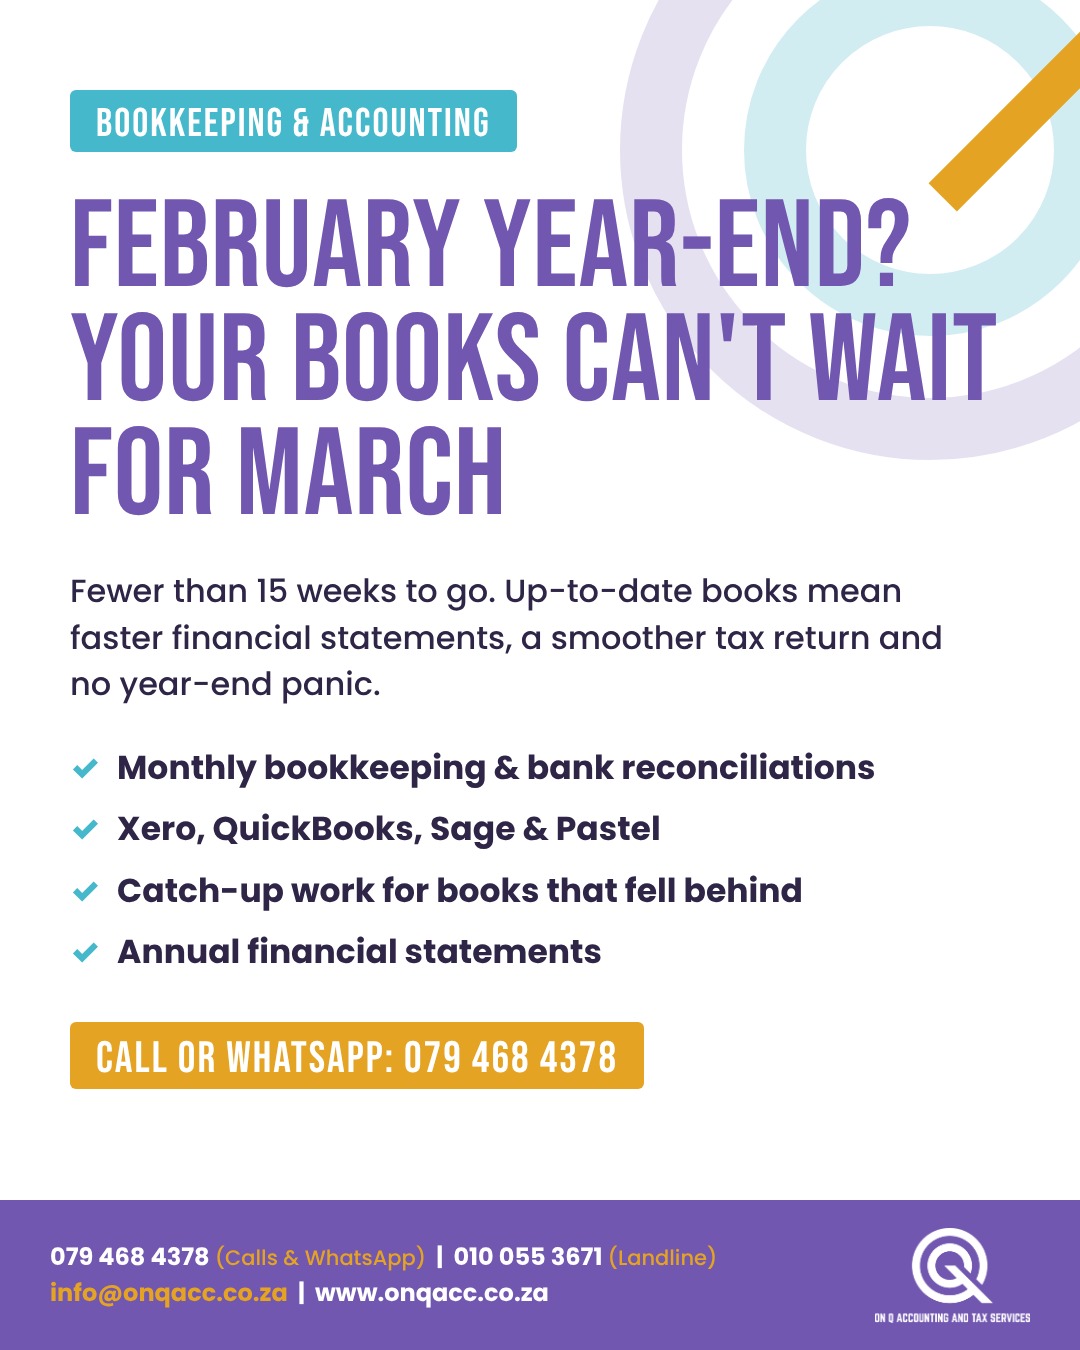 BOOKKEEPING & ACCOUNTING
FEBRUARY YEAR-END?
YOUR BOOKS CAN'T WAIT
FOR MARCH
Fewer than 15 weeks to go. Up-to-date books mean
faster financial statements, a smoother tax return and
no year-end panic.
Monthly bookkeeping & bank reconciliations
Xero, QuickBooks, Sage & Pastel
Catch-up work for books that fell behind
Annual financial statements
CALL OR WHATSAPP: 079 468 4378
079 468 4378 (Calls & WhatsApp) | 010 055 3671 (Landline)
info@onqacc.co.za | www.onqacc.co.za
ON Q ACCOUNTING AND TAX SERVICES